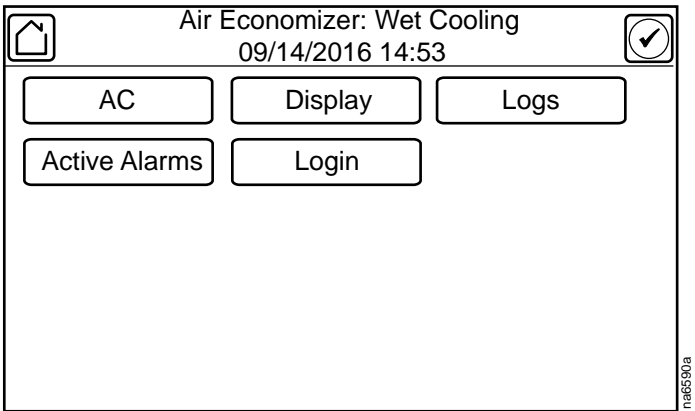 Air Economizer: Wet Cooling
09/14/2016 14:53
AC
Display
Logs
Active Alarms
Login
na6590a